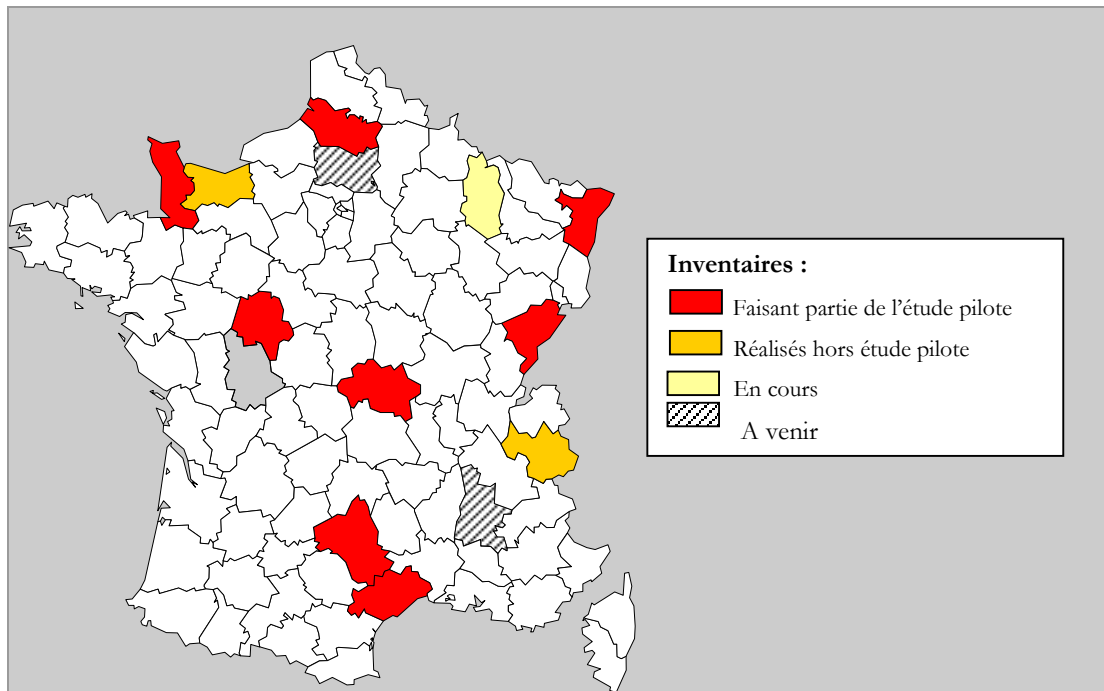 Inventaires :
Faisant partie de l'étude pilote
Réalisés hors étude pilote
En cours
A venir